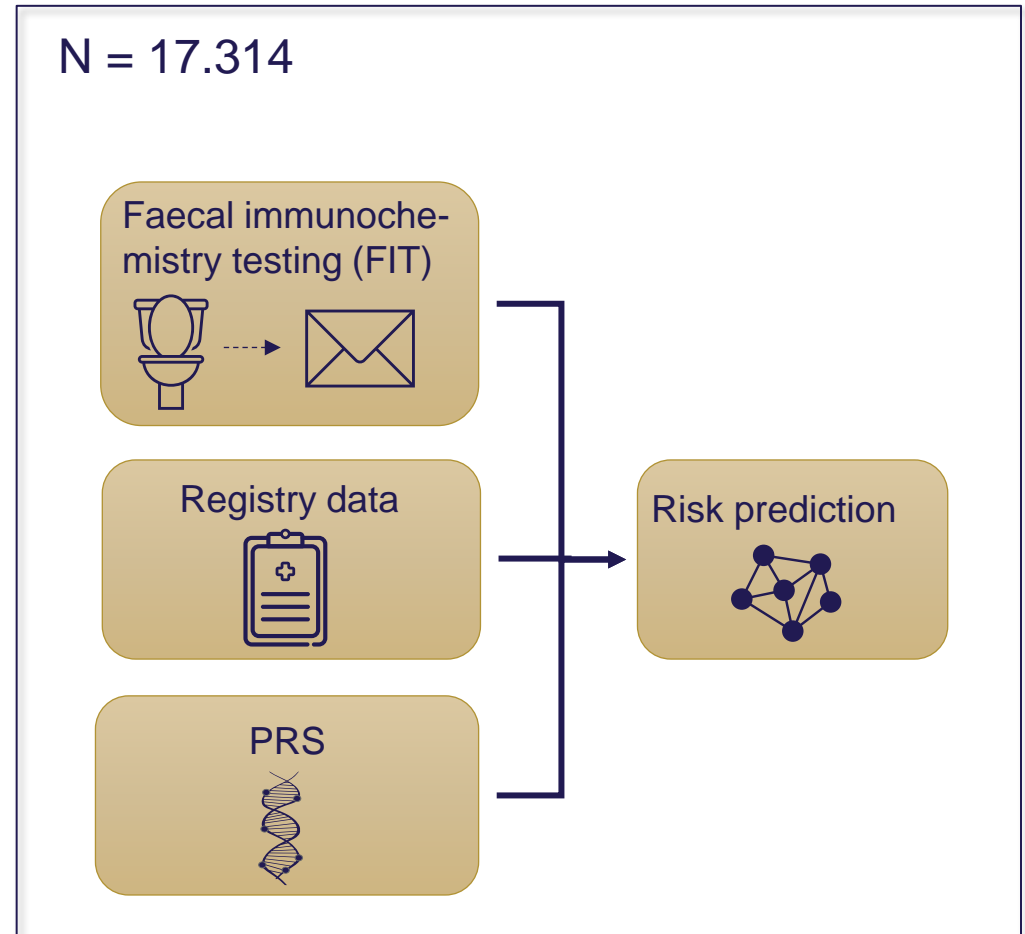 N = 17.314
Faecal immunoche-
mistry testing (FIT)
Registry data
Risk prediction
PRS